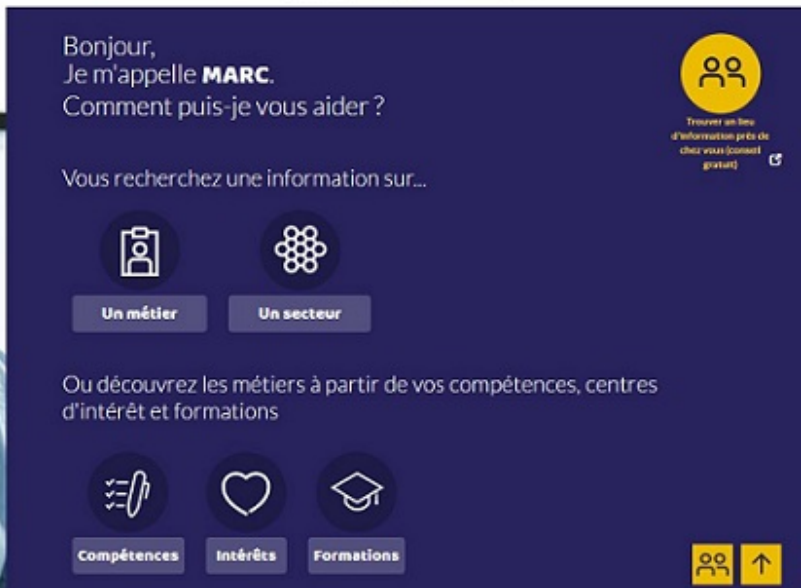 Bonjour,
Je m'appelle MARC.
Comment puis-je vous aider ?
Trouver un lieu
d'information près de
chez vous (conseil
gratuit)
Vous recherchez une information sur...
Un métier
Un secteur
Ou découvrez les métiers à partir de vos compétences, centres
d'intérêt et formations
Compétences
Intérêts
Formations